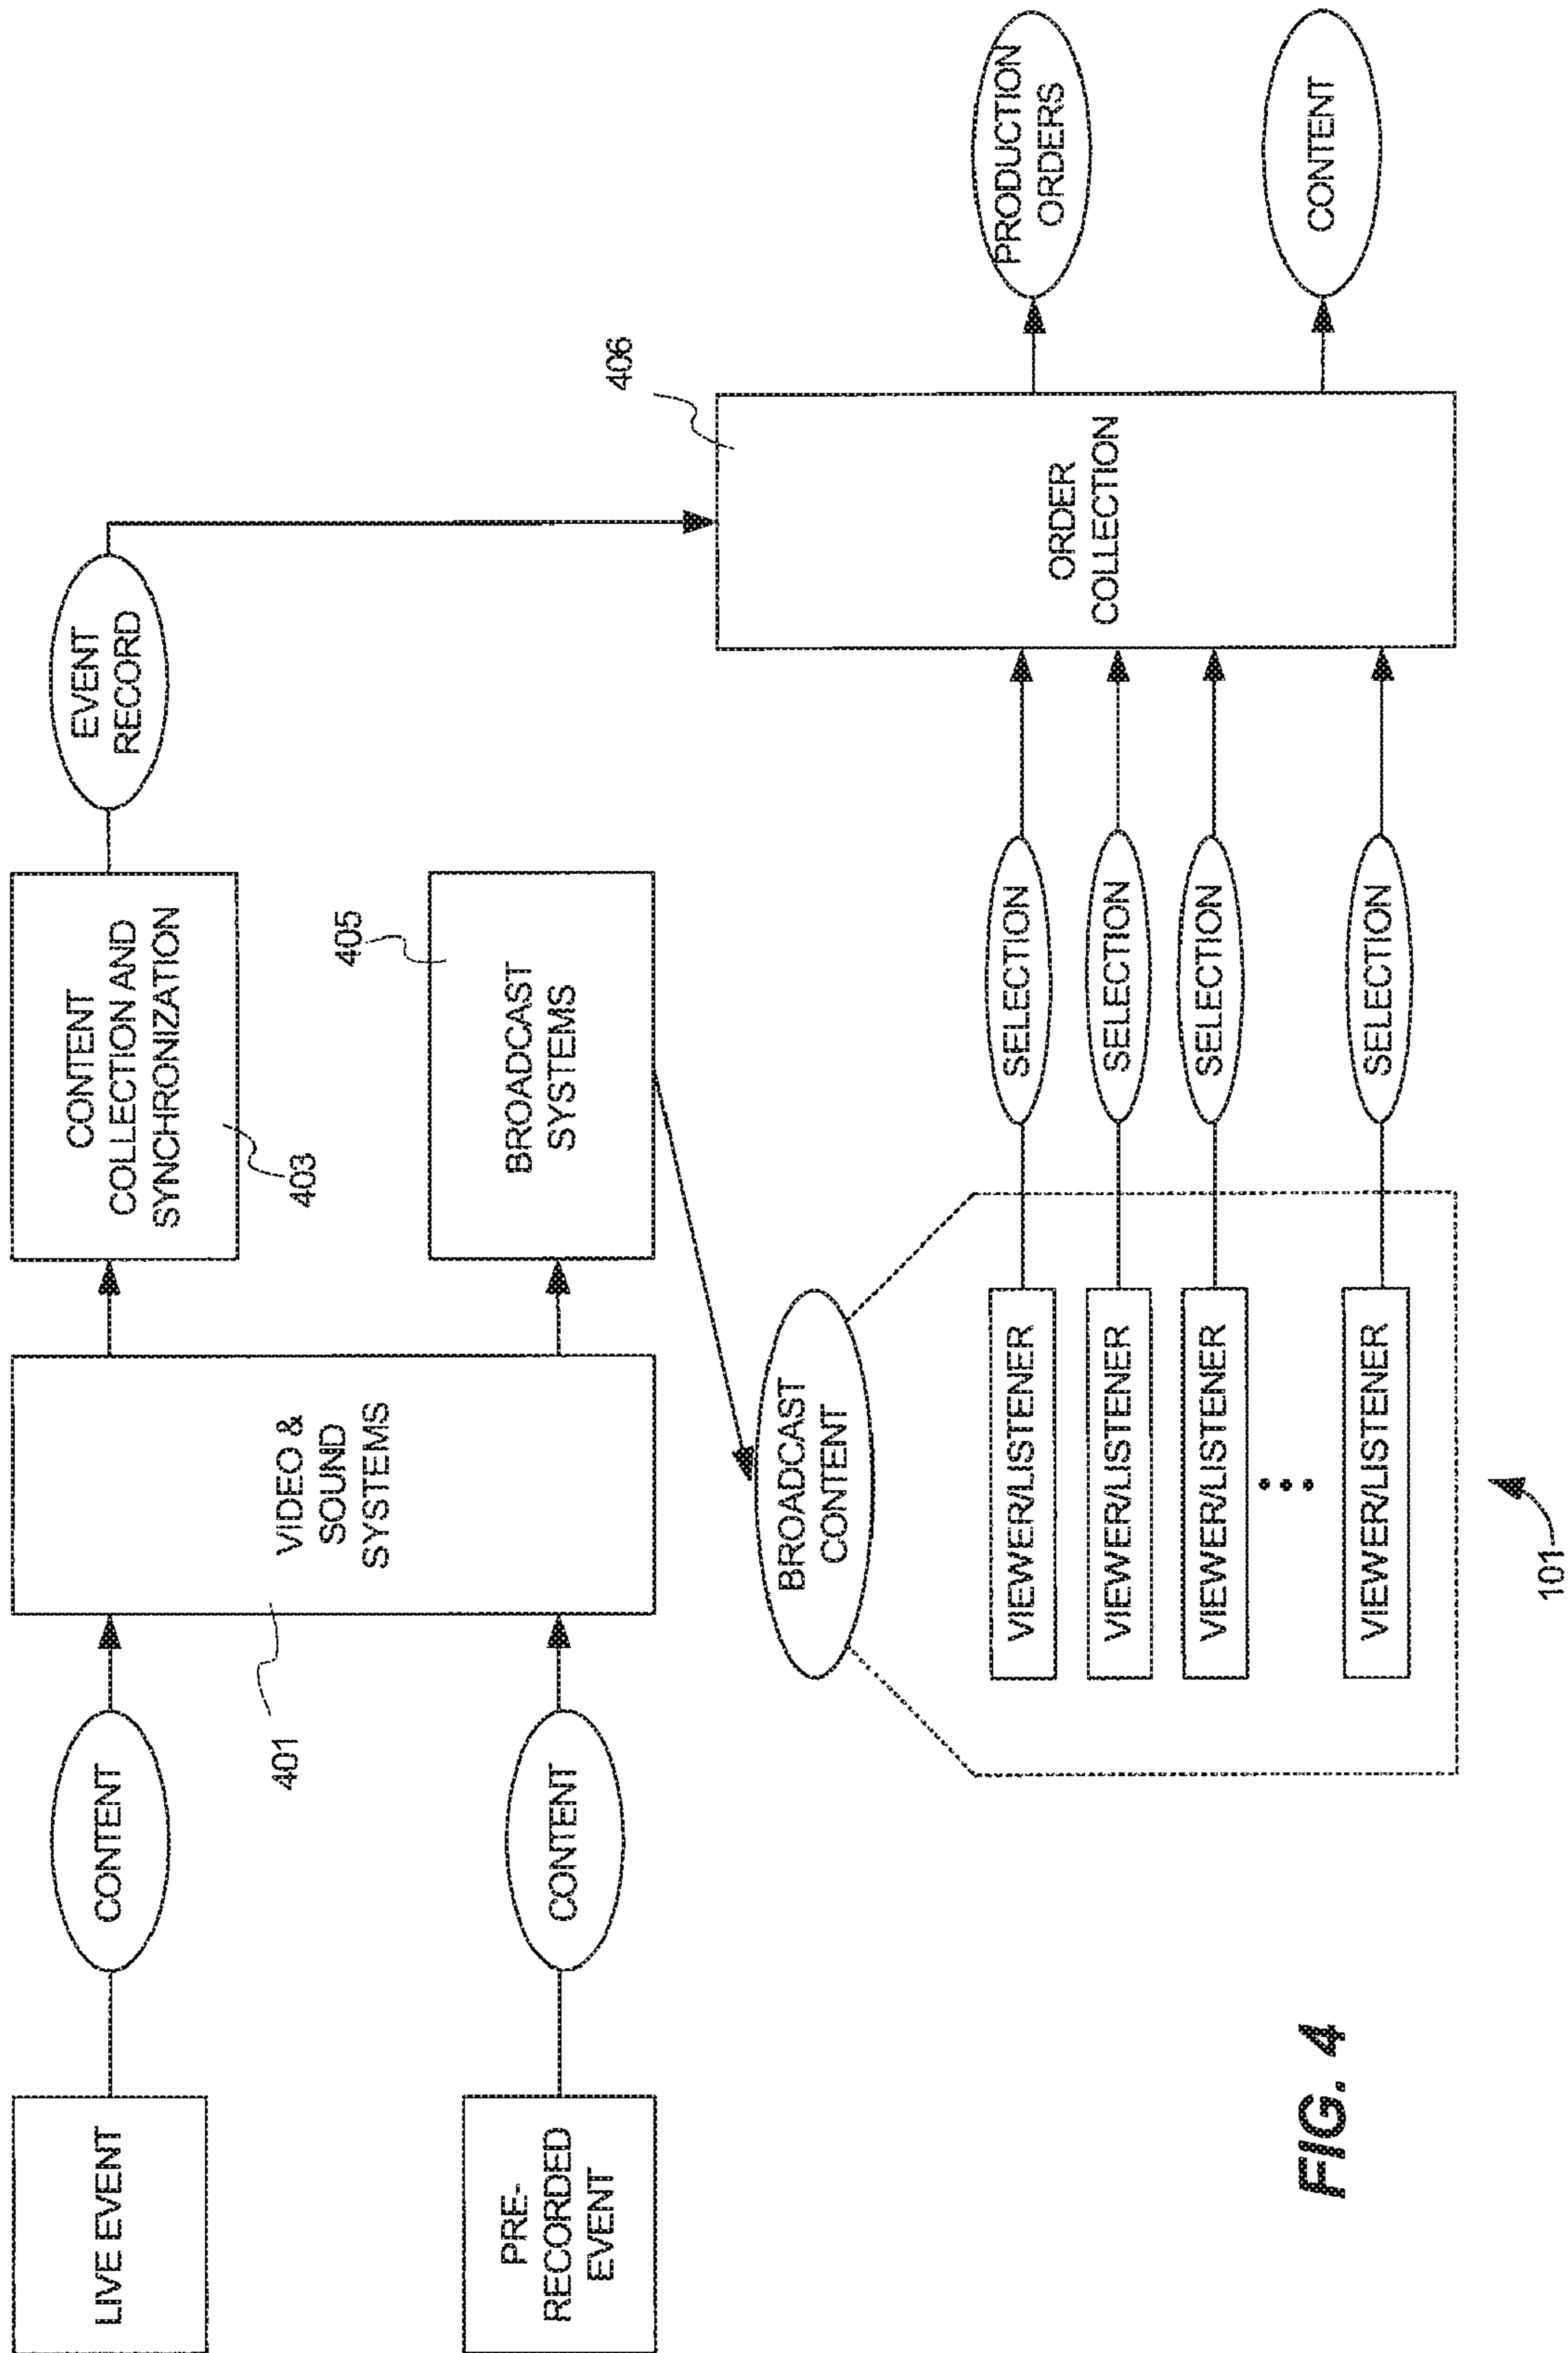 LIVE EVENT
CONTENT
VIDEO &
SOUND
SYSTEMS
401
CONTENT
COLLECTION AND
SYNCHRONIZATION
403
EVENT
RECORD
PRE-
RECORDED
EVENT
CONTENT
BROADCAST
SYSTEMS
405
BROADCAST
CONTENT
VIEWER/LISTENER
SELECTION
VIEWER/LISTENER
SELECTION
VIEWER/LISTENER
SELECTION
VIEWER/LISTENER
SELECTION
101
ORDER
COLLECTION
406
PRODUCTION
ORDERS
CONTENT
FIG. 4